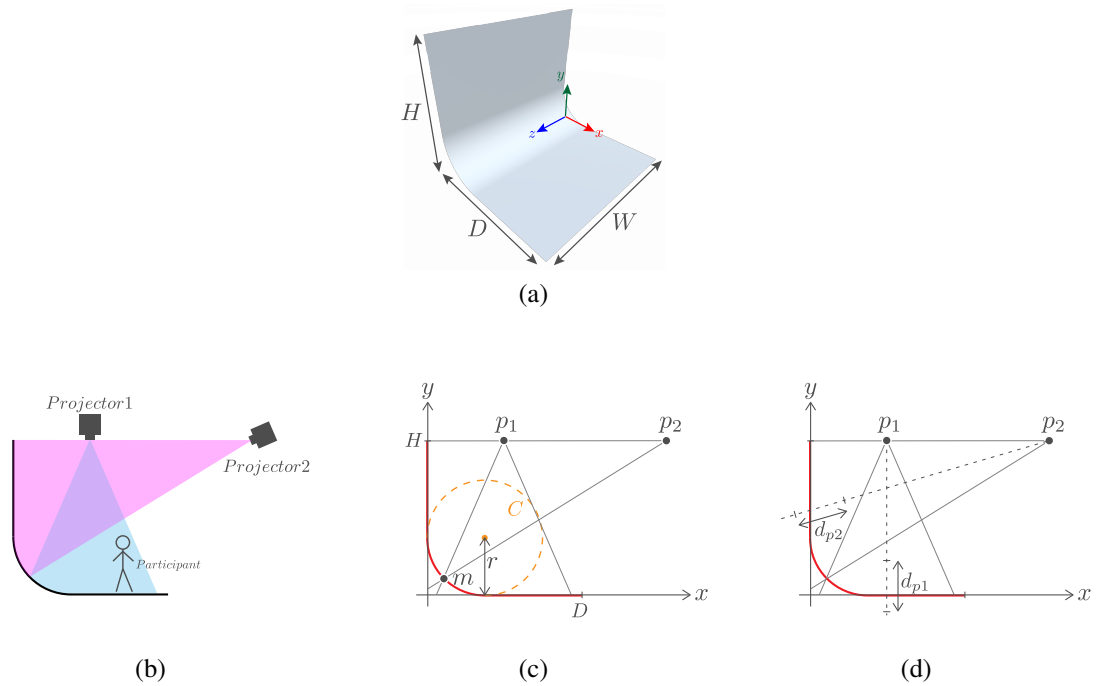 y
H
z
x
D
W
(a)
Projector1
Projector2
Participant
(b)
y
p1
p2
H
C
r
m
x
D
(c)
y
p1
p2
dp2
dp1
x
(d)